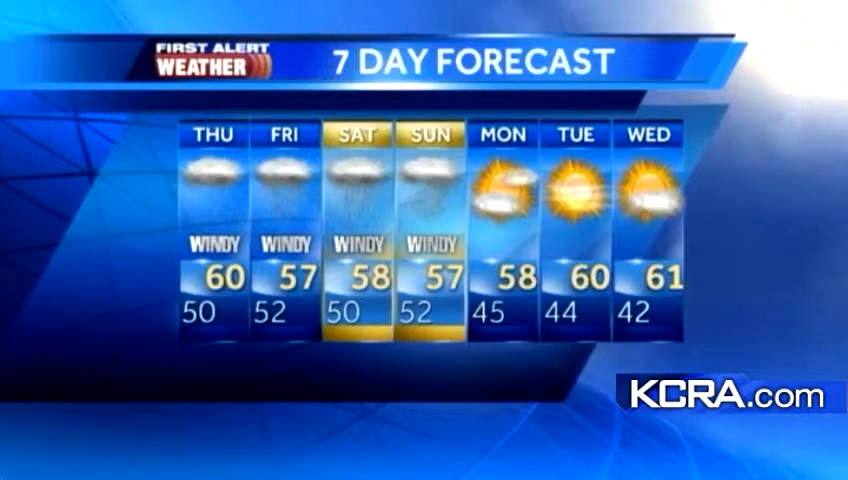 FIRST ALERT
WEATHER
7 DAY FORECAST
THU FRI SAT SUN MON TUE WED
WINDY WINDY WINDY WINDY
60 57 58 57 58 60 61
50 52 50 52 45 44 42
KCRA.com